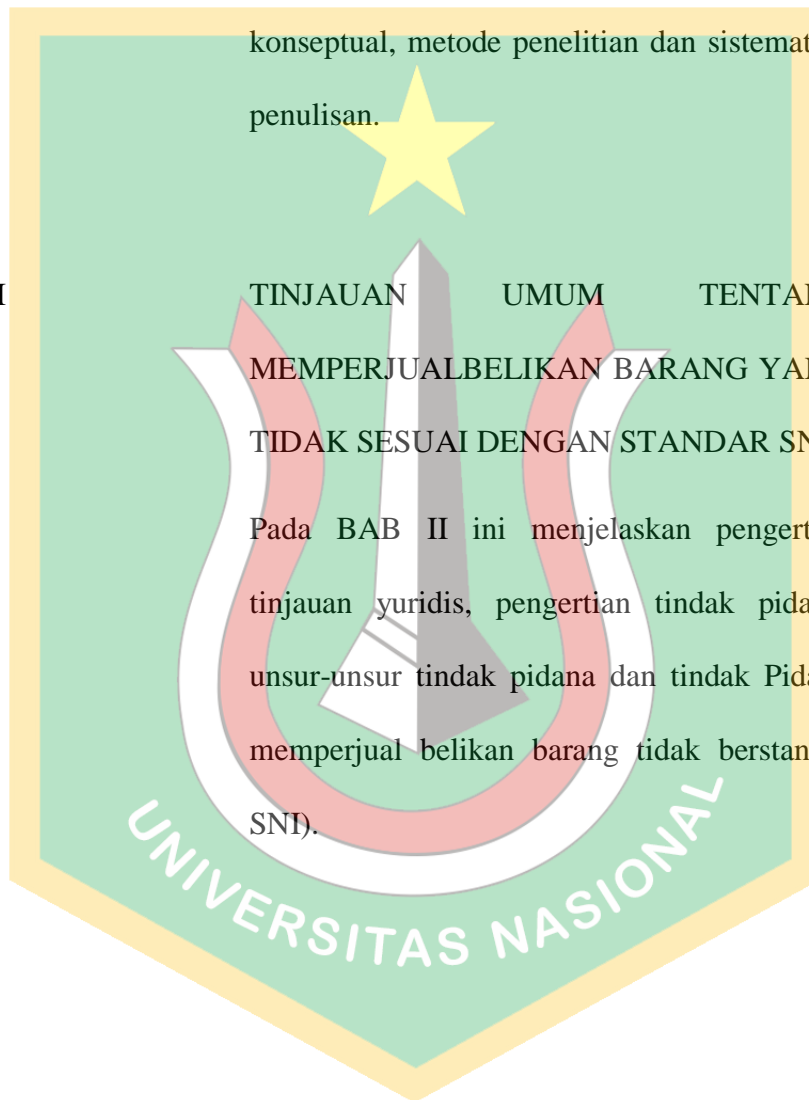 konseptual, metode penelitian dan sistemat
penulisan.
I
TINJAUAN UMUM TENTA
MEMPERJUALBELIKAN BARANG YA
TIDAK SESUAI DENGAN STANDAR SN
Pada BAB II ini menjelaskan pengert
tinjauan yuridis, pengertian tindak pida
unsur-unsur tindak pidana dan tindak Pida
memperjual belikan barang tidak berstan
SNI).
UNIVERSITAS NASIONAL